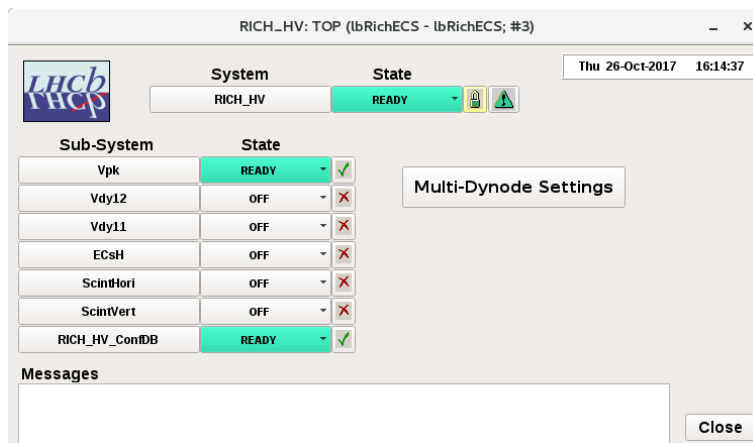 RICH_HV: TOP (lbRichECS - lbRichECS; #3)
LHCb
System State
Thu 26-Oct-2017 16:14:37
RICH_HV READY
Sub-System State
Vpk READY
Vdy12 OFF
Vdy11 OFF
ECsH OFF
ScintHori OFF
ScintVert OFF
RICH_HV_ConfDB READY
Multi-Dynode Settings
Messages
Close